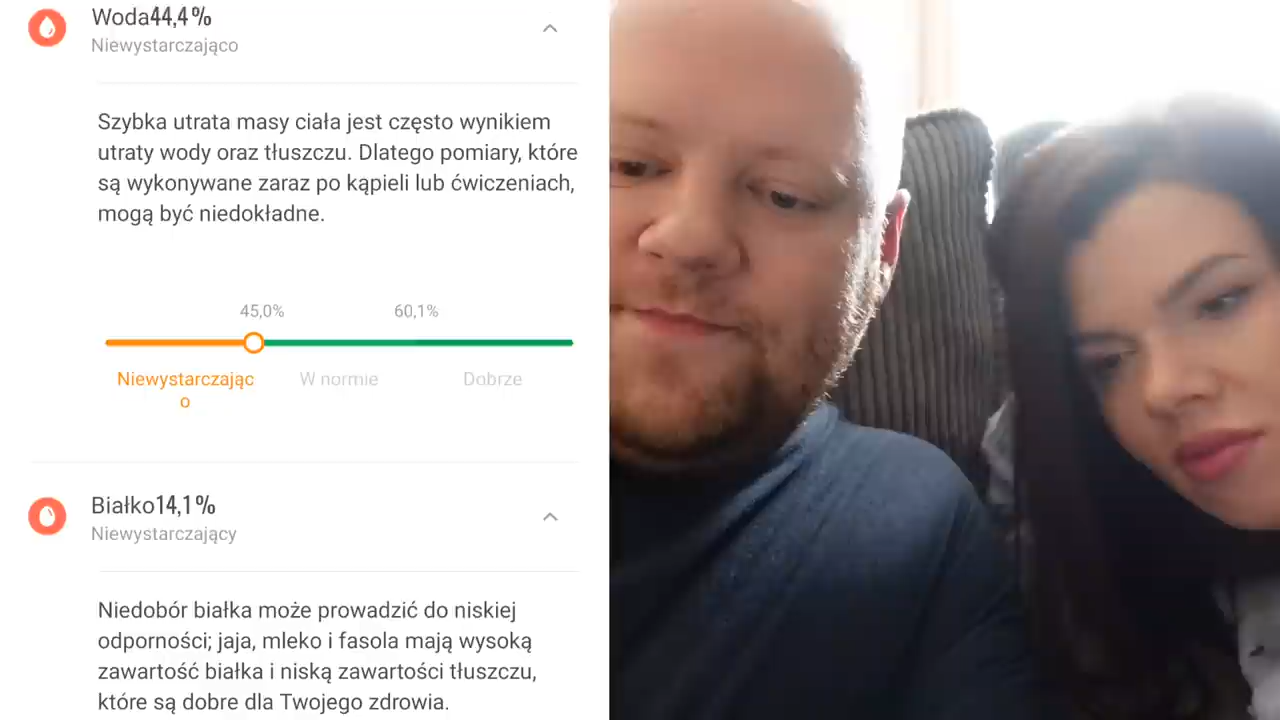 Woda44,4%
Niewystarczająco
Szybka utrata masy ciała jest często wynikiem
utraty wody oraz tłuszczu. Dlatego pomiary, które
są wykonywane zaraz po kąpieli lub ćwiczeniach,
mogą być niedokładne.
45,0% 60,1%
Niewystarczając
o
W normie
Dobrze
Białko14,1%
Niewystarczający
Niedobór białka może prowadzić do niskiej
odporności; jaja, mleko i fasola mają wysoką
zawartość białka i niską zawartości tłuszczu,
które są dobre dla Twojego zdrowia.